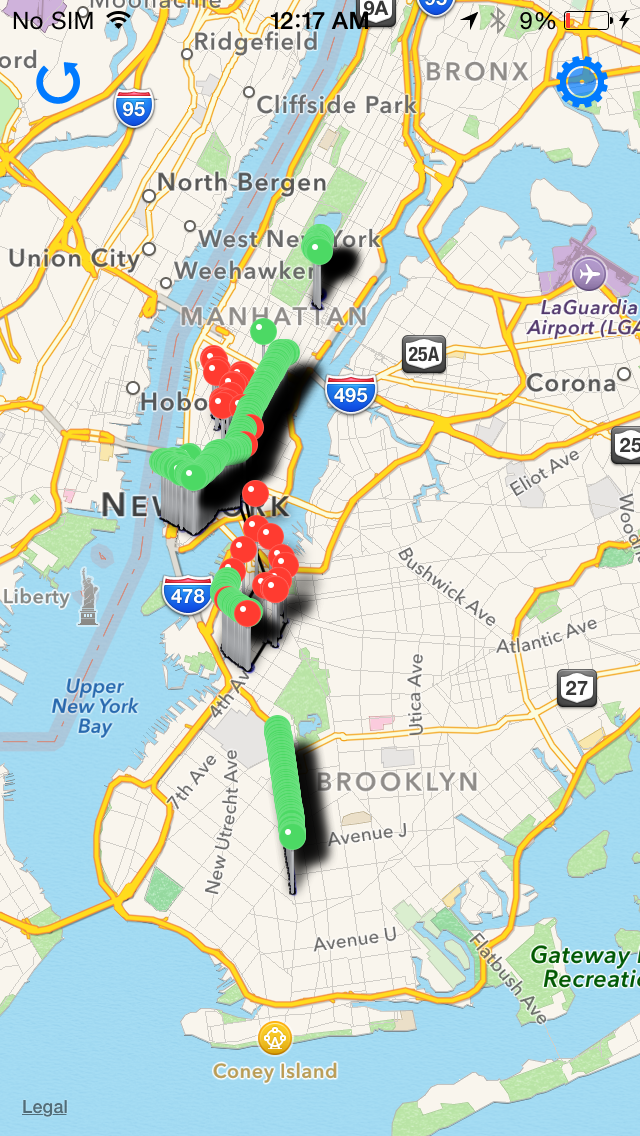 Moonachie
No SIM
12:17 AM
9%
9A
95
Ridgefield
ord
BRONX
95
Cliffside Park
North Bergen
West New York
Union City
Weehawken
LaGuardia
Airport (LGA
MANHATTAN
25A
495
Corona
Hobo
25
Eliot Ave
NEW YORK
Woodh
Bushwick Ave
Liberty
478
Atlantic Ave
4th Av
Utica Ave
27
Upper
New York
Bay
7th Ave
New Utrecht Ave
BROOKLYN
Avenue J
Avenue U
Flatbush Ave
Gateway
Recreatio
Coney Island
Legal